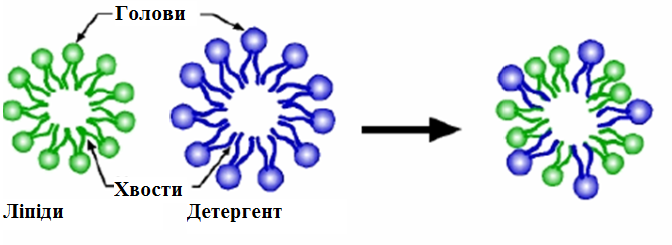 Голови
Хвости
Ліпіди
Детергент